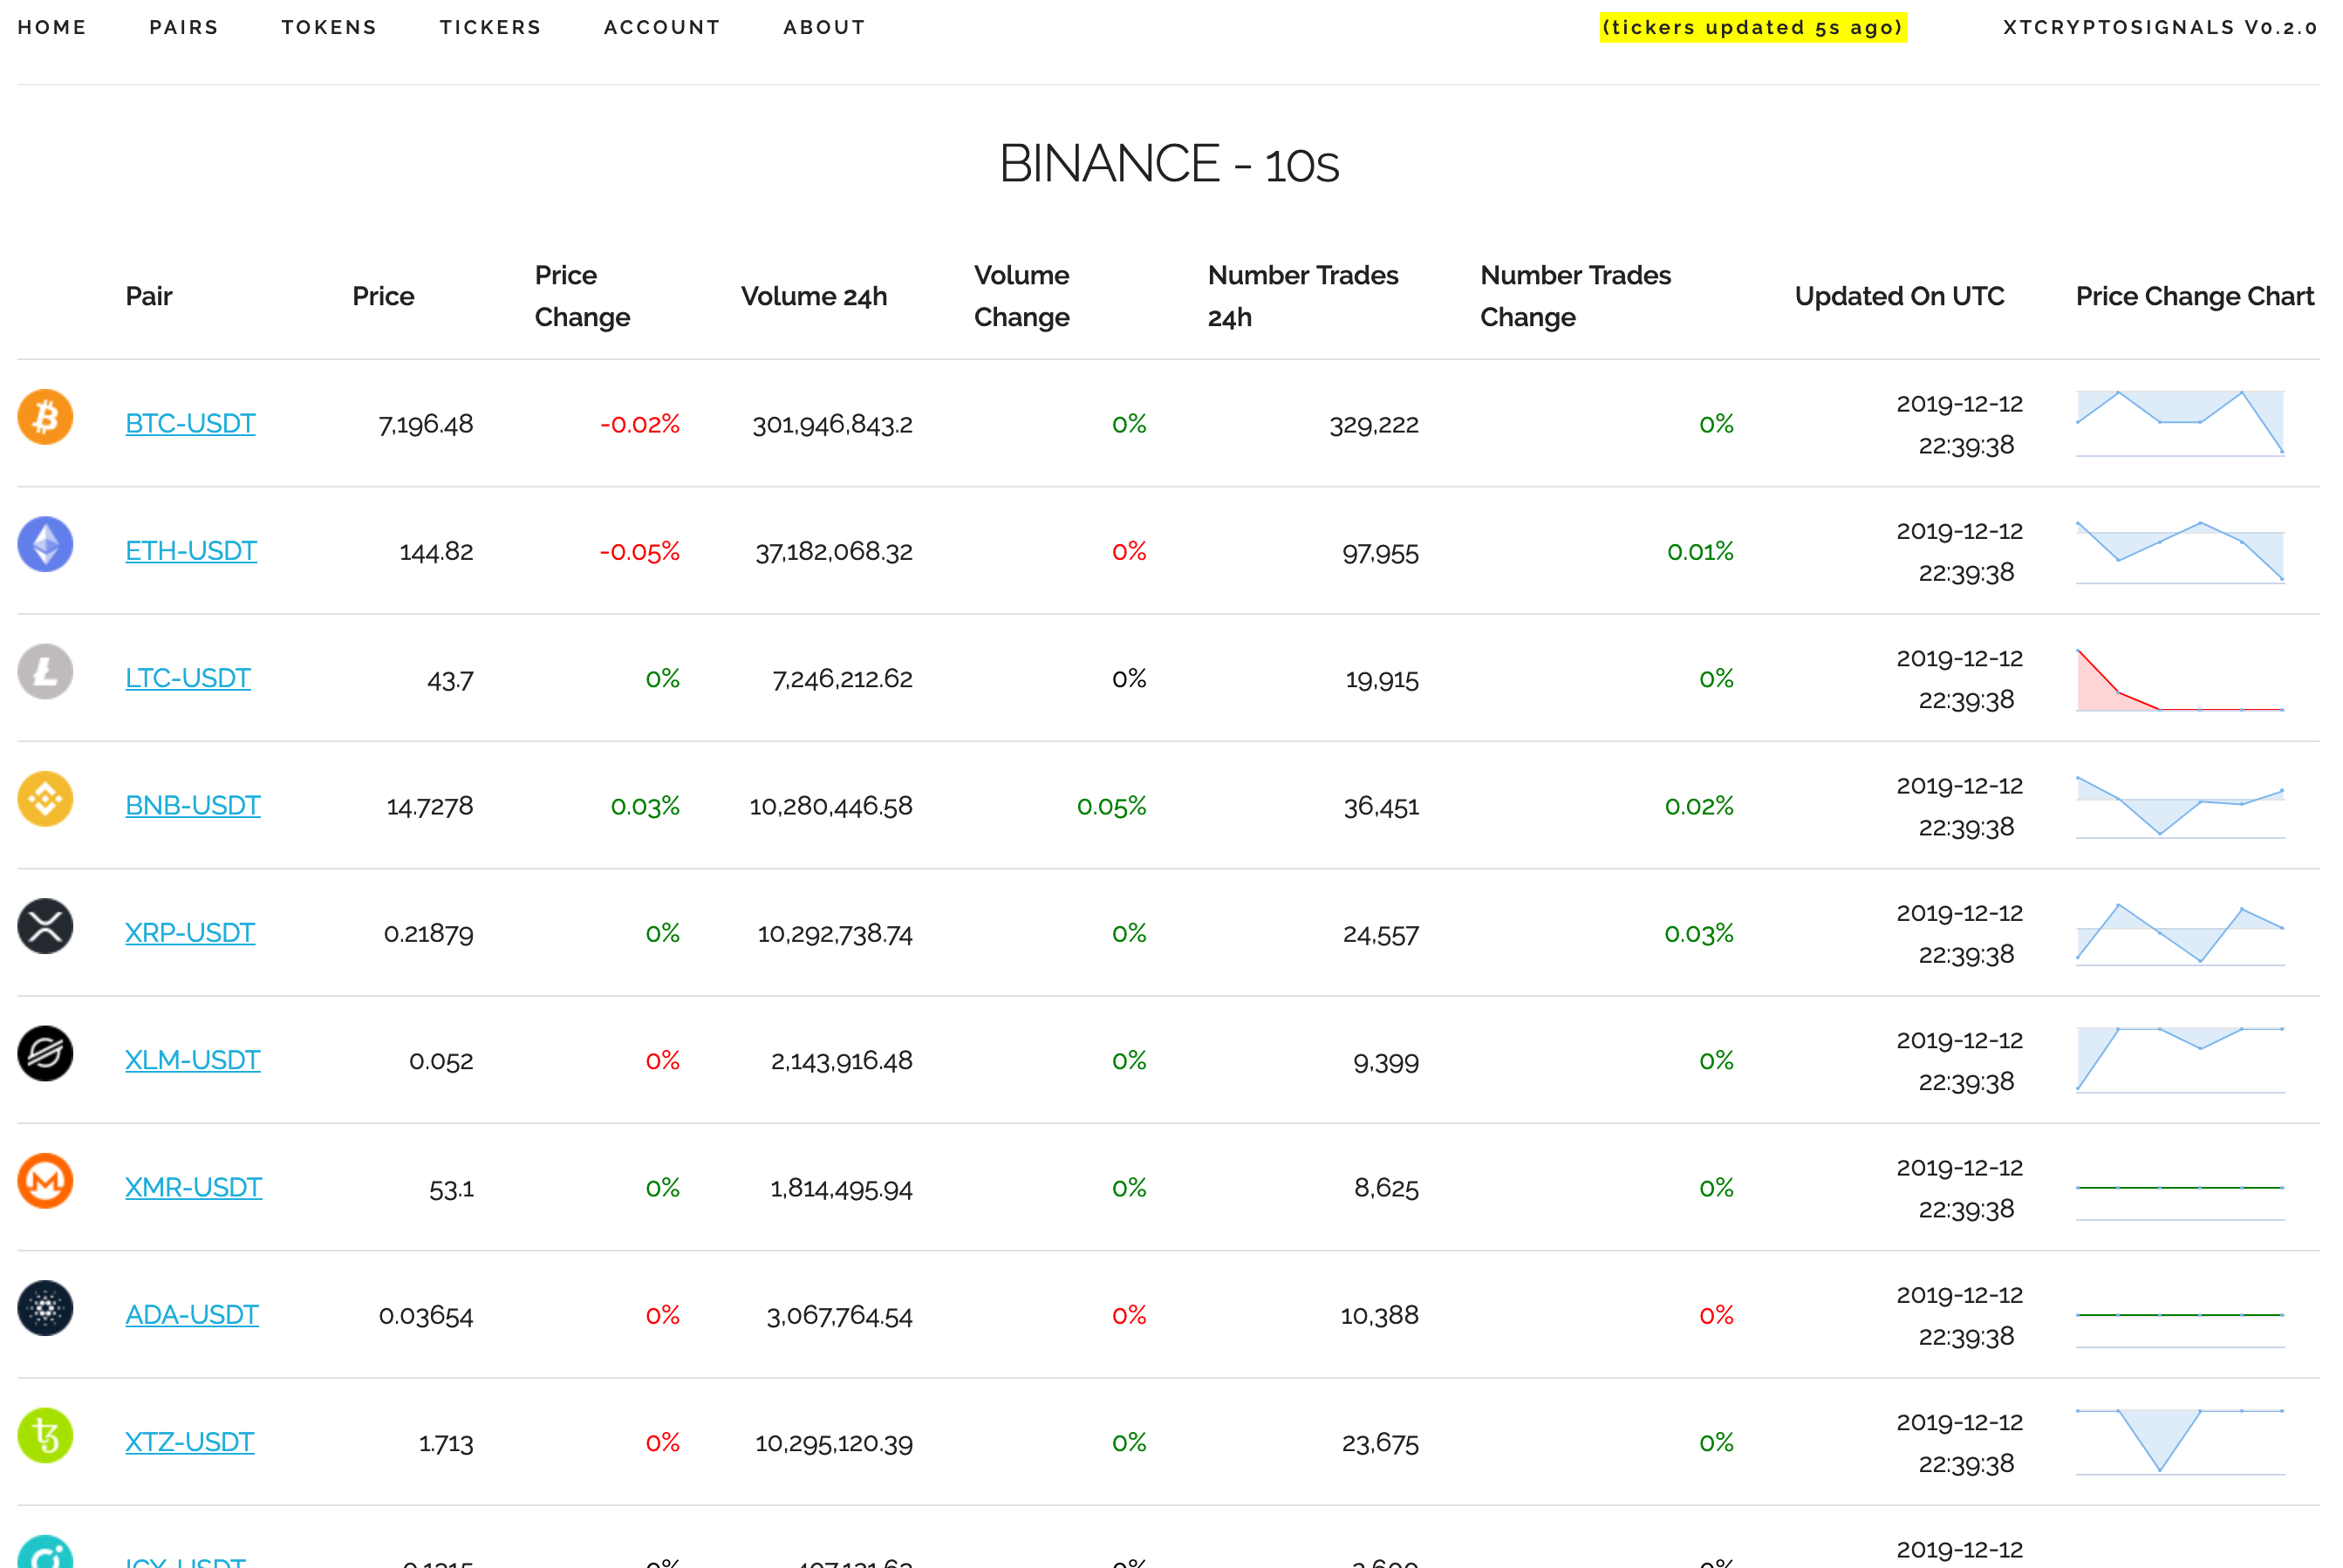 HOME PAIRS TOKENS TICKERS ACCOUNT ABOUT (tickers updated 5s ago) XTCRYPTOSIGNALS V0.2.0
BINANCE - 10s
Pair Price Price Change Volume 24h Volume Change Number Trades 24h Number Trades Change Updated On UTC Price Change Chart
BTC-USDT 7,196.48 -0.02% 301,946,843.2 0% 329,222 0% 2019-12-12 22:39:38
ETH-USDT 144.82 -0.05% 37,182,068.32 0% 97,955 0.01% 2019-12-12 22:39:38
LTC-USDT 43.7 0% 7,246,212.62 0% 19,915 0% 2019-12-12 22:39:38
BNB-USDT 14.7278 0.03% 10,280,446.58 0.05% 36,451 0.02% 2019-12-12 22:39:38
XRP-USDT 0.21879 0% 10,292,738.74 0% 24,557 0.03% 2019-12-12 22:39:38
XLM-USDT 0.052 0% 2,143,916.48 0% 9,399 0% 2019-12-12 22:39:38
XMR-USDT 53.1 0% 1,814,495.94 0% 8,625 0% 2019-12-12 22:39:38
ADA-USDT 0.03654 0% 3,067,764.54 0% 10,388 0% 2019-12-12 22:39:38
XTZ-USDT 1.713 0% 10,295,120.39 0% 23,675 0% 2019-12-12 22:39:38
ICX-USDT 0% 0% 0% 2019-12-12